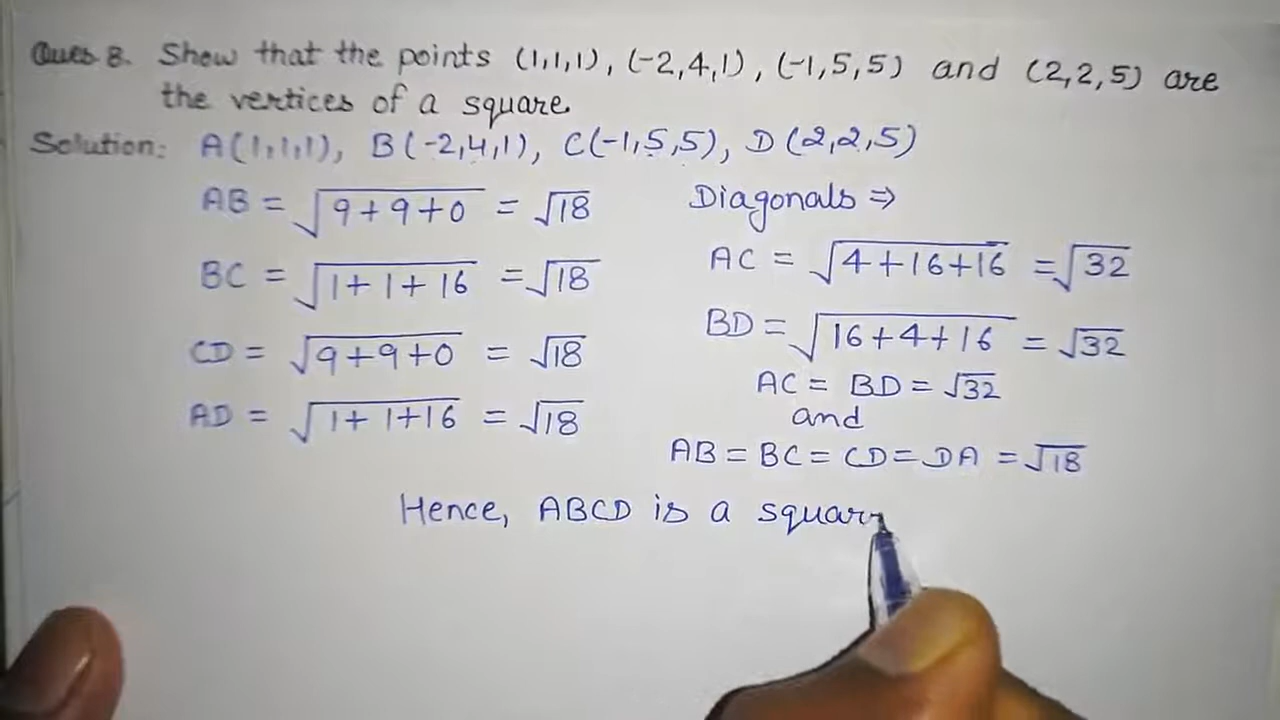 Ques 8. Show that the points (1,1,1), (-2,4,1), (-1,5,5) and (2,2,5) are
the vertices of a square.
Solution: A(1,1,1), B(-2,4,1), C(-1,5,5), D(2,2,5)
AB = √9+9+0 = √18
BC = √1+1+16 = √18
CD = √9+9+0 = √18
AD = √1+1+16 = √18
Diagonals ⇒
AC = √4+16+16 = √32
BD = √16+4+16 = √32
AC = BD = √32
and
AB = BC = CD = DA = √18
Hence, ABCD is a squar